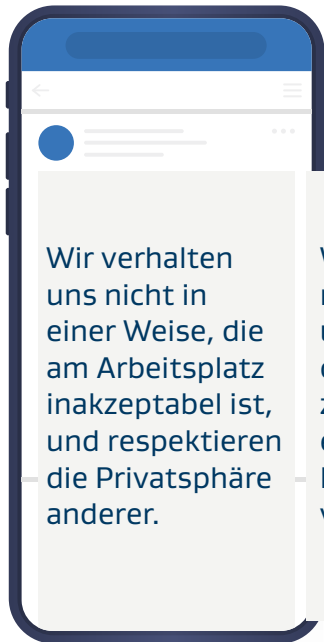 Wir verhalten
uns nicht in
einer Weise, die
am Arbeitsplatz
inakzeptabel ist,
und respektieren
die Privatsphäre
anderer.